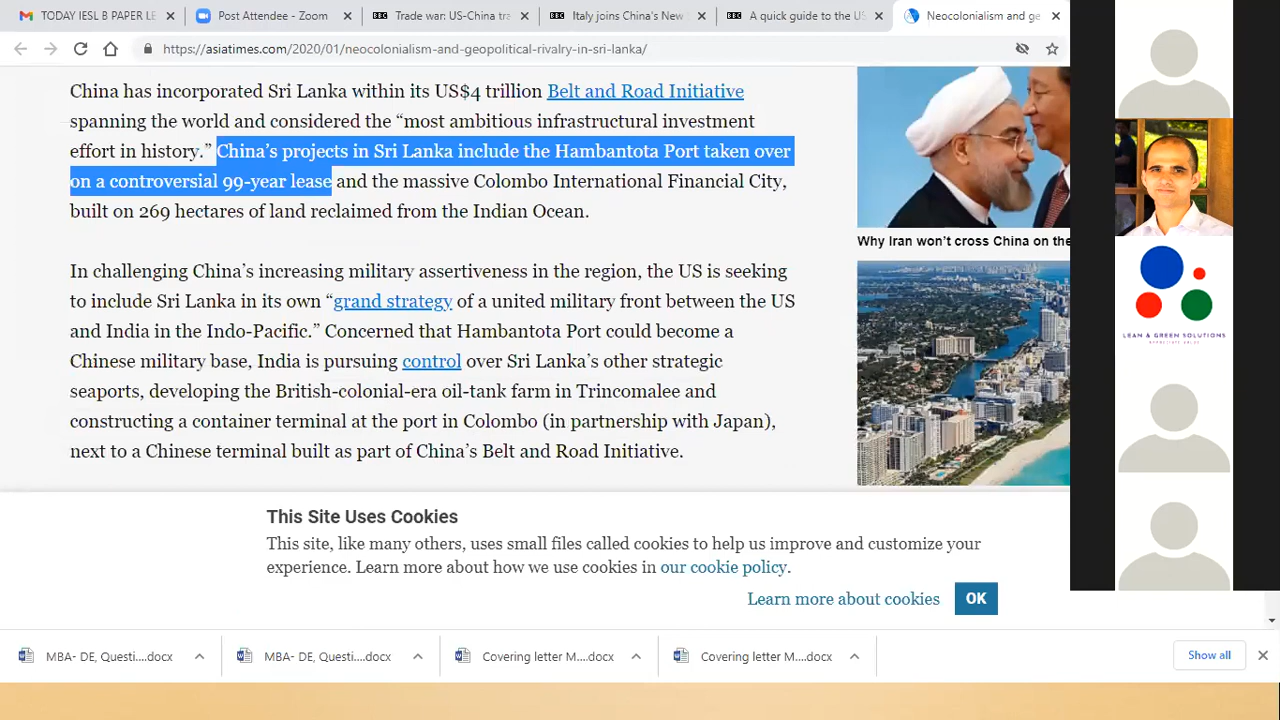 TODAY IESL B PAPER LE
Post Attendee - Zoom
Trade war: US-China tra
Italy joins China's New
A quick guide to the US
Neocolonialism and ge
https://asiatimes.com/2020/01/neocolonialism-and-geopolitical-rivalry-in-sri-lanka/
China has incorporated Sri Lanka within its US$4 trillion Belt and Road Initiative
spanning the world and considered the “most ambitious infrastructural investment
effort in history.” China’s projects in Sri Lanka include the Hambantota Port taken over
on a controversial 99-year lease and the massive Colombo International Financial City,
built on 269 hectares of land reclaimed from the Indian Ocean.
In challenging China’s increasing military assertiveness in the region, the US is seeking
to include Sri Lanka in its own “grand strategy of a united military front between the US
and India in the Indo-Pacific.” Concerned that Hambantota Port could become a
Chinese military base, India is pursuing control over Sri Lanka’s other strategic
seaports, developing the British-colonial-era oil-tank farm in Trincomalee and
constructing a container terminal at the port in Colombo (in partnership with Japan),
next to a Chinese terminal built as part of China’s Belt and Road Initiative.
Why Iran won’t cross China on the
LEAN & GREEN SOLUTIONS
This Site Uses Cookies
This site, like many others, uses small files called cookies to help us improve and customize your
experience. Learn more about how we use cookies in our cookie policy.
Learn more about cookies
OK
MBA- DE, Questi....docx
MBA- DE, Questi....docx
Covering letter M....docx
Covering letter M....docx
Show all